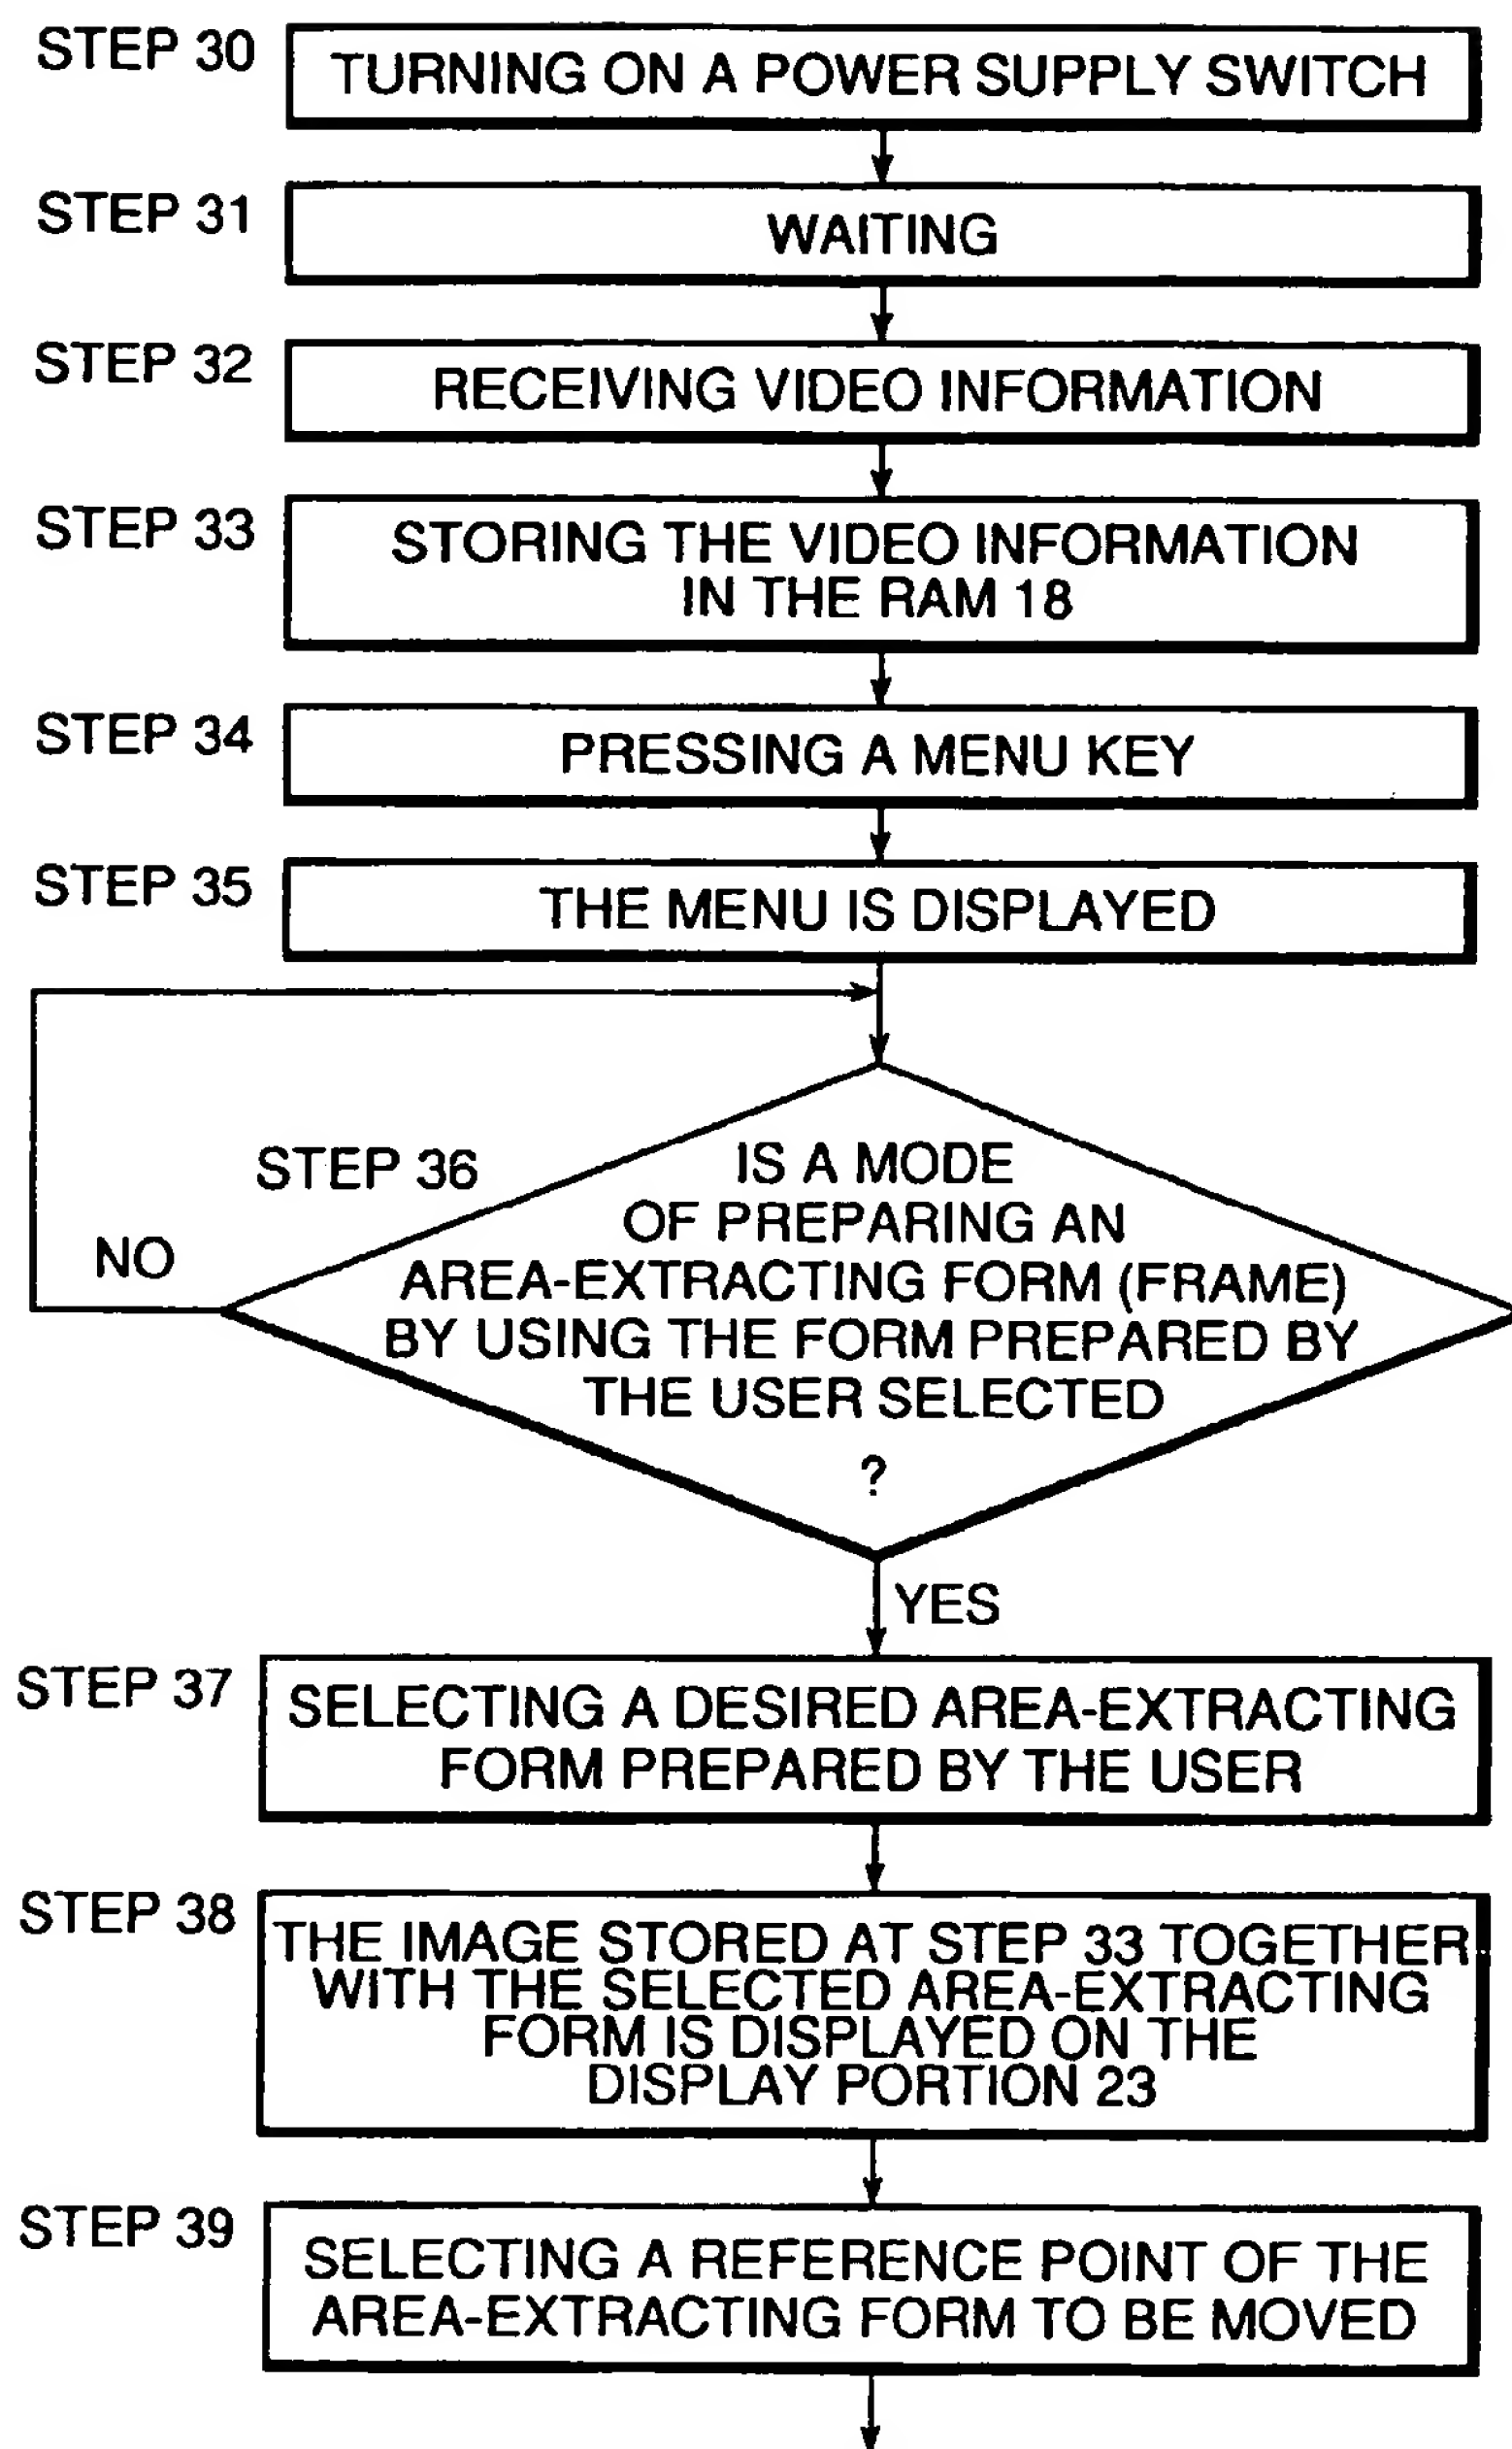 STEP 30
TURNING ON A POWER SUPPLY SWITCH
STEP 31
WAITING
STEP 32
RECEIVING VIDEO INFORMATION
STEP 33
STORING THE VIDEO INFORMATION
IN THE RAM 18
STEP 34
PRESSING A MENU KEY
STEP 35
THE MENU IS DISPLAYED
STEP 36
IS A MODE
OF PREPARING AN
AREA-EXTRACTING FORM (FRAME)
BY USING THE FORM PREPARED BY
THE USER SELECTED
?
NO
YES
STEP 37
SELECTING A DESIRED AREA-EXTRACTING
FORM PREPARED BY THE USER
STEP 38
THE IMAGE STORED AT STEP 33 TOGETHER
WITH THE SELECTED AREA-EXTRACTING
FORM IS DISPLAYED ON THE
DISPLAY PORTION 23
STEP 39
SELECTING A REFERENCE POINT OF THE
AREA-EXTRACTING FORM TO BE MOVED